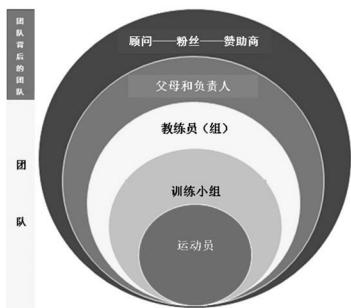 团队背后的团队
团队
顾问——粉丝——赞助商
父母和负责人
教练员（组）
训练小组
运动员